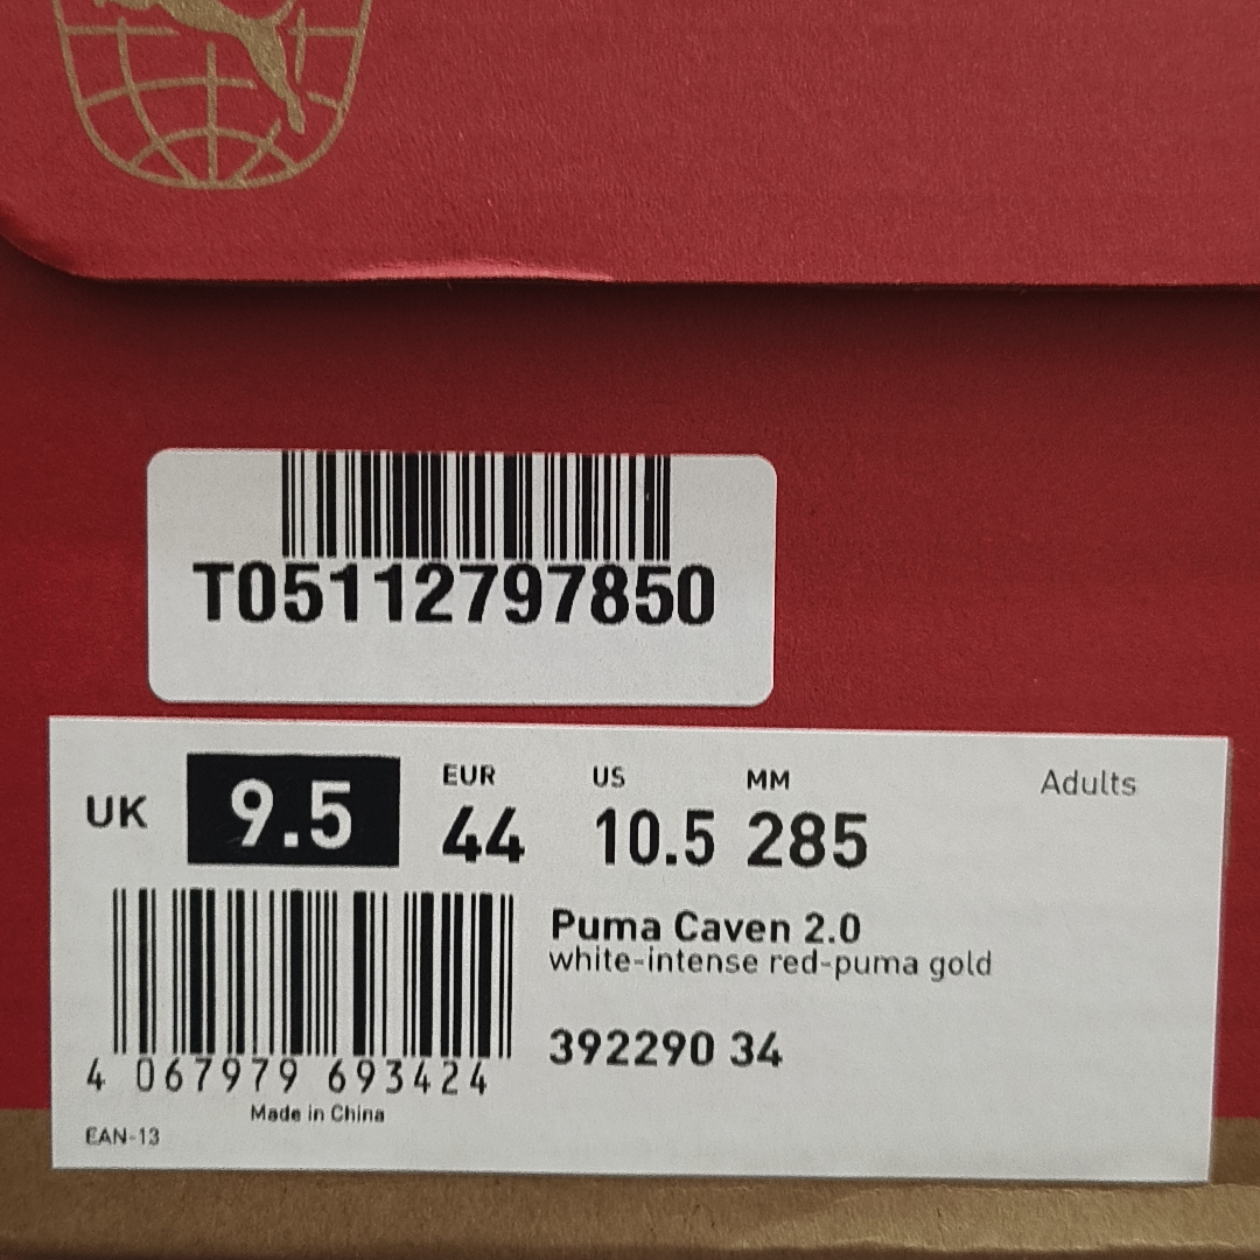 T05112797850
UK 9.5
EUR 44
US 10.5
MM 285
Adults
Puma Caven 2.0
white-intense red-puma gold
392290 34
4 067979 693424
Made in China
EAN-13